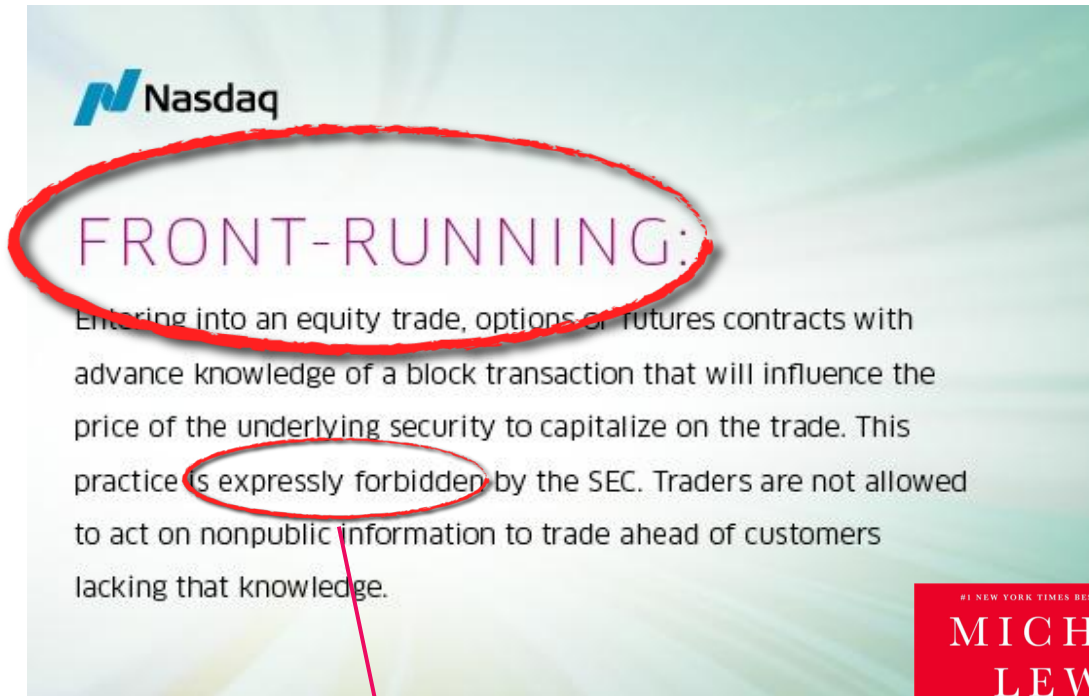 Nasdaq
FRONT-RUNNING:
Entering into an equity trade, options or futures contracts with
advance knowledge of a block transaction that will influence the
price of the underlying security to capitalize on the trade. This
practice is expressly forbidden by the SEC. Traders are not allowed
to act on nonpublic information to trade ahead of customers
lacking that knowledge.
#1 NEW YORK TIMES BES
MICH
LEW